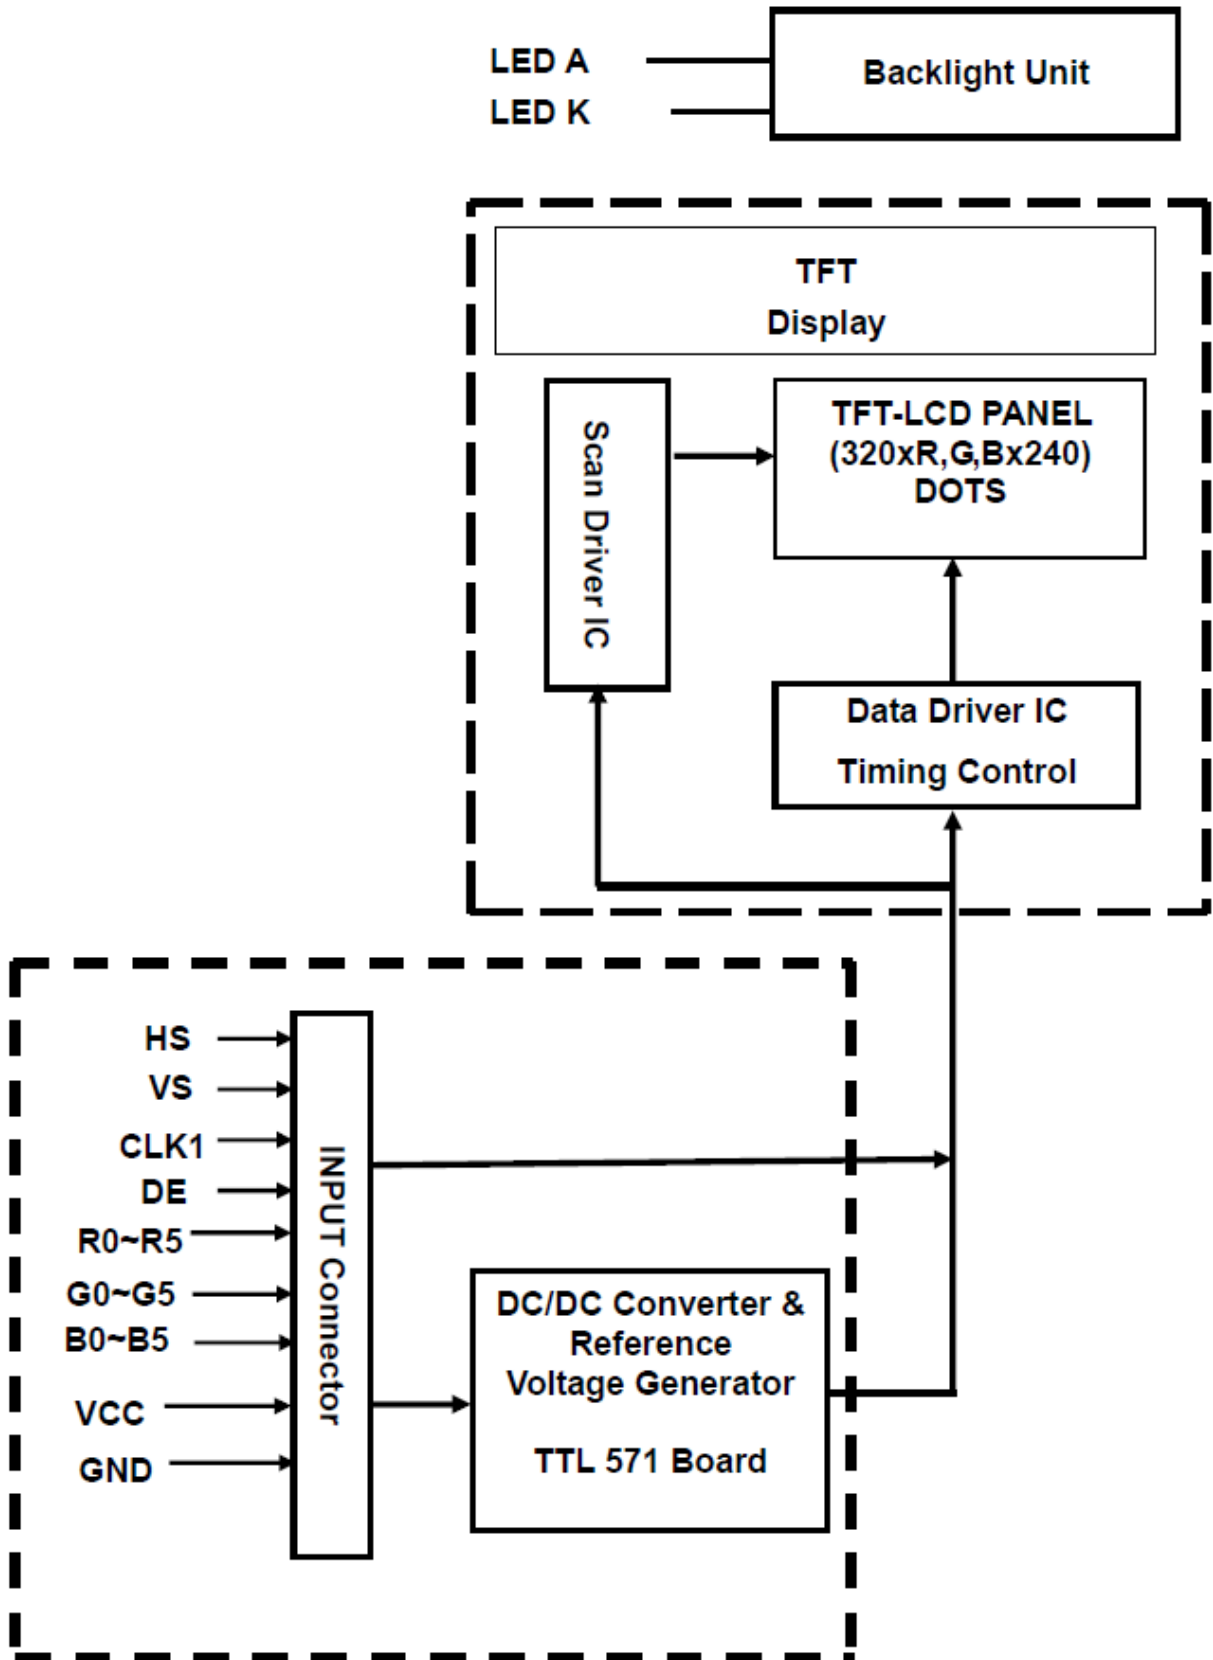 LED A
LED K
Backlight Unit
TFT
Display
Scan Driver IC
TFT-LCD PANEL
(320xR,G,Bx240)
DOTS
Data Driver IC
Timing Control
HS
VS
CLK1
DE
R0~R5
G0~G5
B0~B5
VCC
GND
INPUT Connector
DC/DC Converter &
Reference
Voltage Generator
TTL 571 Board